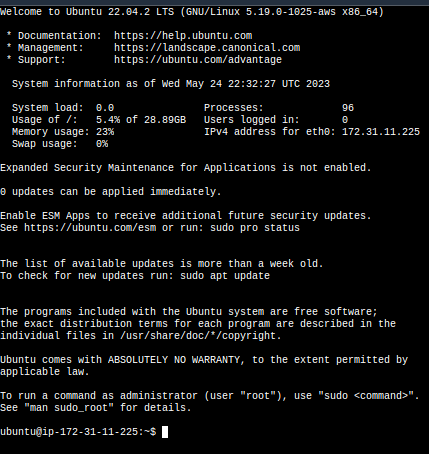 Welcome to Ubuntu 22.04.2 LTS (GNU/Linux 5.19.0-1025-aws x86_64)
* Documentation:  https://help.ubuntu.com
* Management:     https://landscape.canonical.com
* Support:        https://ubuntu.com/advantage
System information as of Wed May 24 22:32:27 UTC 2023
System load:  0.0               Processes:             96
Usage of /:   5.4% of 28.89GB   Users logged in:       0
Memory usage: 23%               IPv4 address for eth0: 172.31.11.225
Swap usage:   0%
Expanded Security Maintenance for Applications is not enabled.
0 updates can be applied immediately.
Enable ESM Apps to receive additional future security updates.
See https://ubuntu.com/esm or run: sudo pro status
The list of available updates is more than a week old.
To check for new updates run: sudo apt update
The programs included with the Ubuntu system are free software;
the exact distribution terms for each program are described in the
individual files in /usr/share/doc/*/copyright.
Ubuntu comes with ABSOLUTELY NO WARRANTY, to the extent permitted by
applicable law.
To run a command as administrator (user "root"), use "sudo <command>".
See "man sudo_root" for details.
ubuntu@ip-172-31-11-225:~$